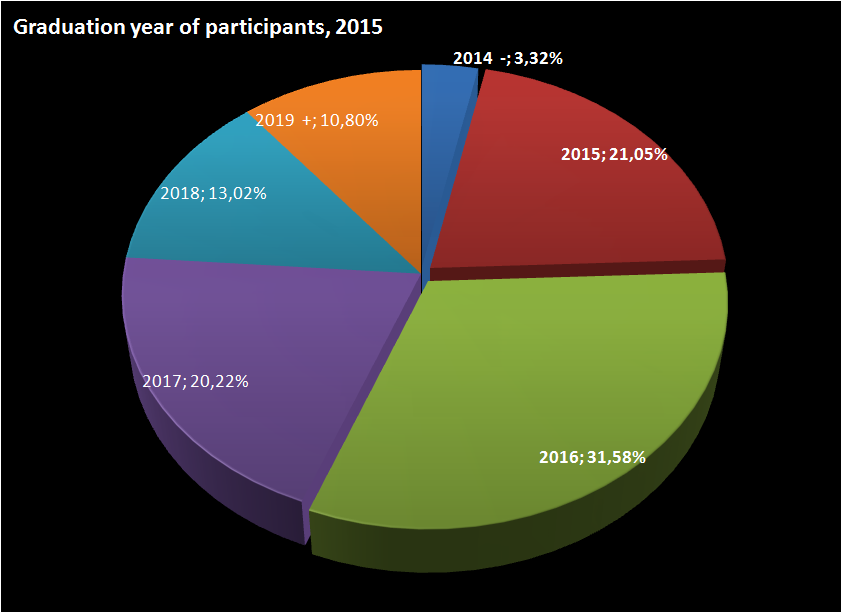 Graduation year of participants, 2015
2014 -; 3,32%
2019 +; 10,80%
2015; 21,05%
2018; 13,02%
2017; 20,22%
2016; 31,58%